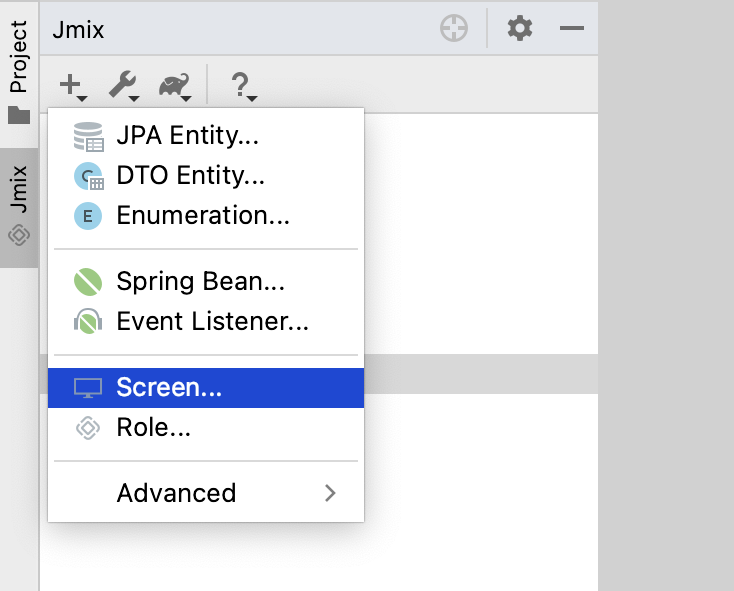 Jmix
Project
Jmix
?
JPA Entity...
DTO Entity...
C
Enumeration...
E
Spring Bean...
Event Listener...
Screen...
Role...
Advanced